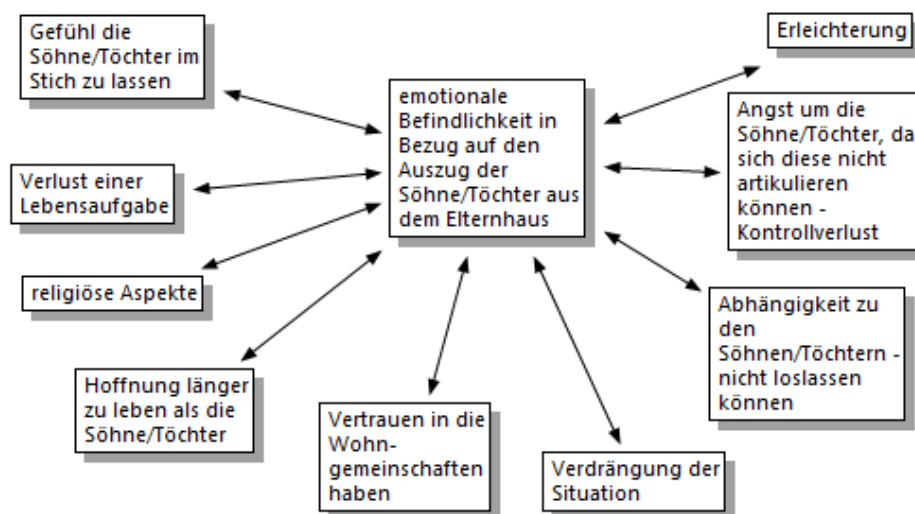 Gefühl die
Söhne/Töchter im
Stich zu lassen
Erleichterung
emotionale
Befindlichkeit in
Bezug auf den
Auszug der
Söhne/Töchter aus
dem Elternhaus
Angst um die
Söhne/Töchter, da
sich diese nicht
artikulieren
können -
Kontrollverlust
Verlust einer
Lebensaufgabe
religiöse Aspekte
Abhängigkeit zu
den
Söhnen/Töchtern -
nicht loslassen
können
Hoffnung länger
zu leben als die
Söhne/Töchter
Vertrauen in die
Wohn-
gemeinschaften
haben
Verdrängung der
Situation